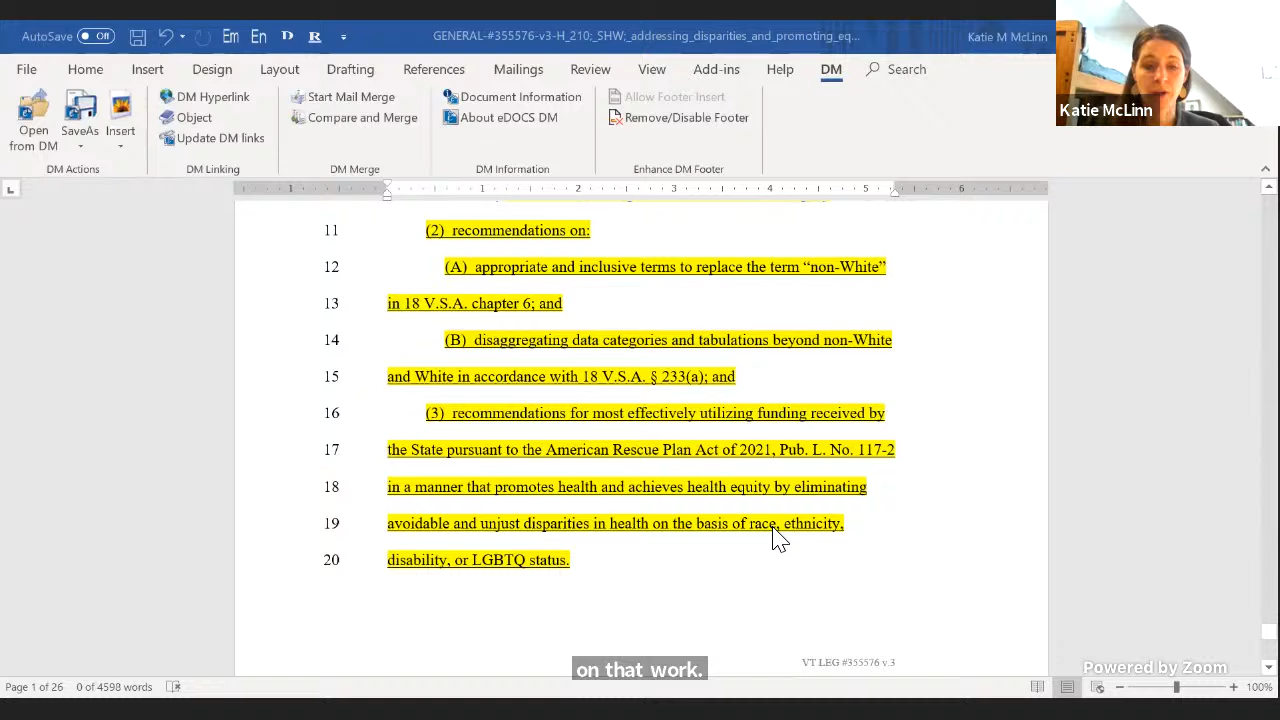 AutoSave Off Em En D R GENERAL-#355576-v3-H_210;_SHW;_addressing_disparities_and_promoting_eq... Katie M McLinn
File Home Insert Design Layout Drafting References Mailings Review View Add-ins Help DM Search
Open from DM
SaveAs
Insert
DM Actions
DM Hyperlink
Object
Update DM links
DM Linking
Start Mail Merge
Compare and Merge
DM Merge
Document Information
About eDOCS DM
DM Information
Allow Footer Insert
Remove/Disable Footer
Enhance DM Footer
Katie McLinn
1 1 2 3 4 5 6
11 (2) recommendations on:
12 (A) appropriate and inclusive terms to replace the term “non-White”
13 in 18 V.S.A. chapter 6; and
14 (B) disaggregating data categories and tabulations beyond non-White
15 and White in accordance with 18 V.S.A. § 233(a); and
16 (3) recommendations for most effectively utilizing funding received by
17 the State pursuant to the American Rescue Plan Act of 2021, Pub. L. No. 117-2
18 in a manner that promotes health and achieves health equity by eliminating
19 avoidable and unjust disparities in health on the basis of race, ethnicity,
20 disability, or LGBTQ status.
VT LEG #355576 v.3
on that work.
Powered by Zoom
Page 1 of 26 0 of 4598 words 100%